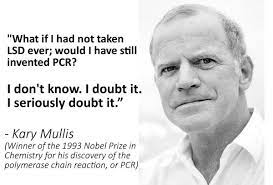 "What if I had not taken
LSD ever; would I have still
invented PCR?
I don't know. I doubt it.
I seriously doubt it.”
- Kary Mullis
(Winner of the 1993 Nobel Prize in
Chemistry for his discovery of the
polymerase chain reaction, or PCR)